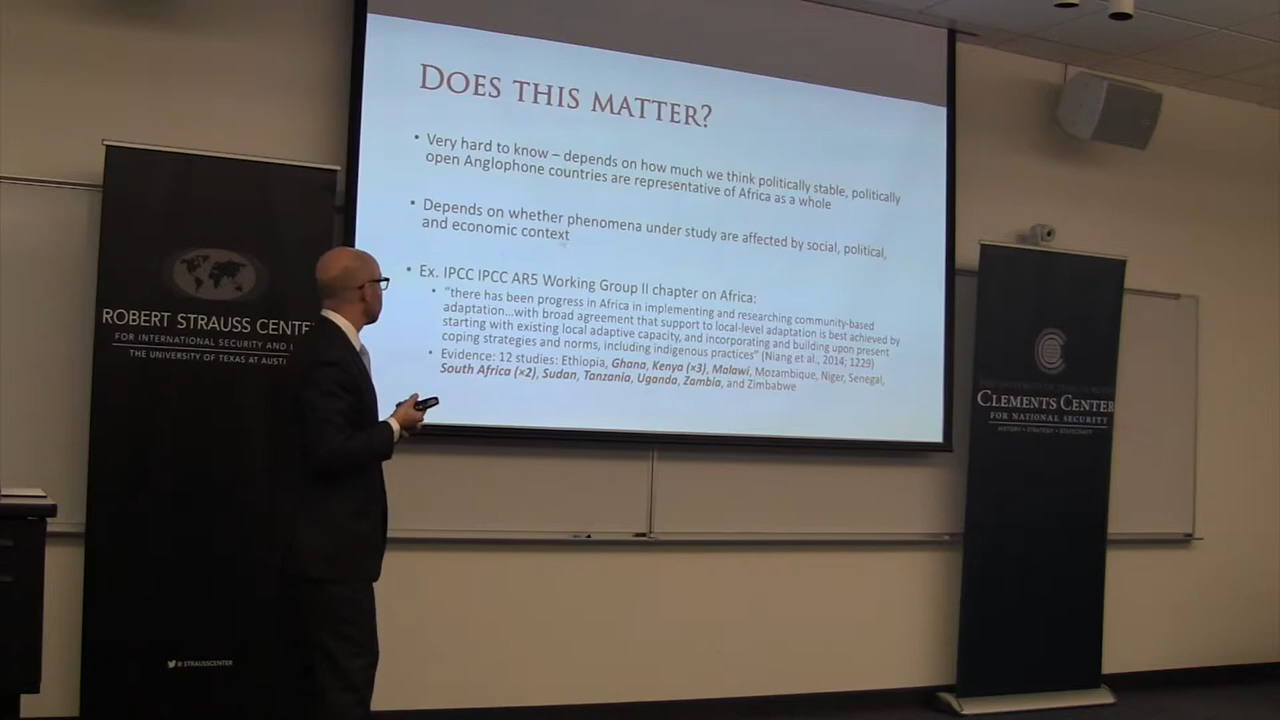 DOES THIS MATTER?
• Very hard to know – depends on how much we think politically stable, politically
open Anglophone countries are representative of Africa as a whole
• Depends on whether phenomena under study are affected by social, political,
and economic context
• Ex. IPCC IPCC AR5 Working Group II chapter on Africa:
• “there has been progress in Africa in implementing and researching community-based
adaptation...with broad agreement that support to local-level adaptation is best achieved by
starting with existing local adaptive capacity, and incorporating and building upon present
coping strategies and norms, including indigenous practices” (Niang et al., 2014; 1229)
• Evidence: 12 studies: Ethiopia, Ghana, Kenya (×3), Malawi, Mozambique, Niger, Senegal,
South Africa (×2), Sudan, Tanzania, Uganda, Zambia, and Zimbabwe
ROBERT STRAUSS CENTE
FOR INTERNATIONAL SECURITY AND
THE UNIVERSITY OF TEXAS AT AUSTI
@STRAUSSCENTER
CLEMENTS CENTER
FOR NATIONAL SECURITY
HISTORY • STRATEGY • STATECRAFT